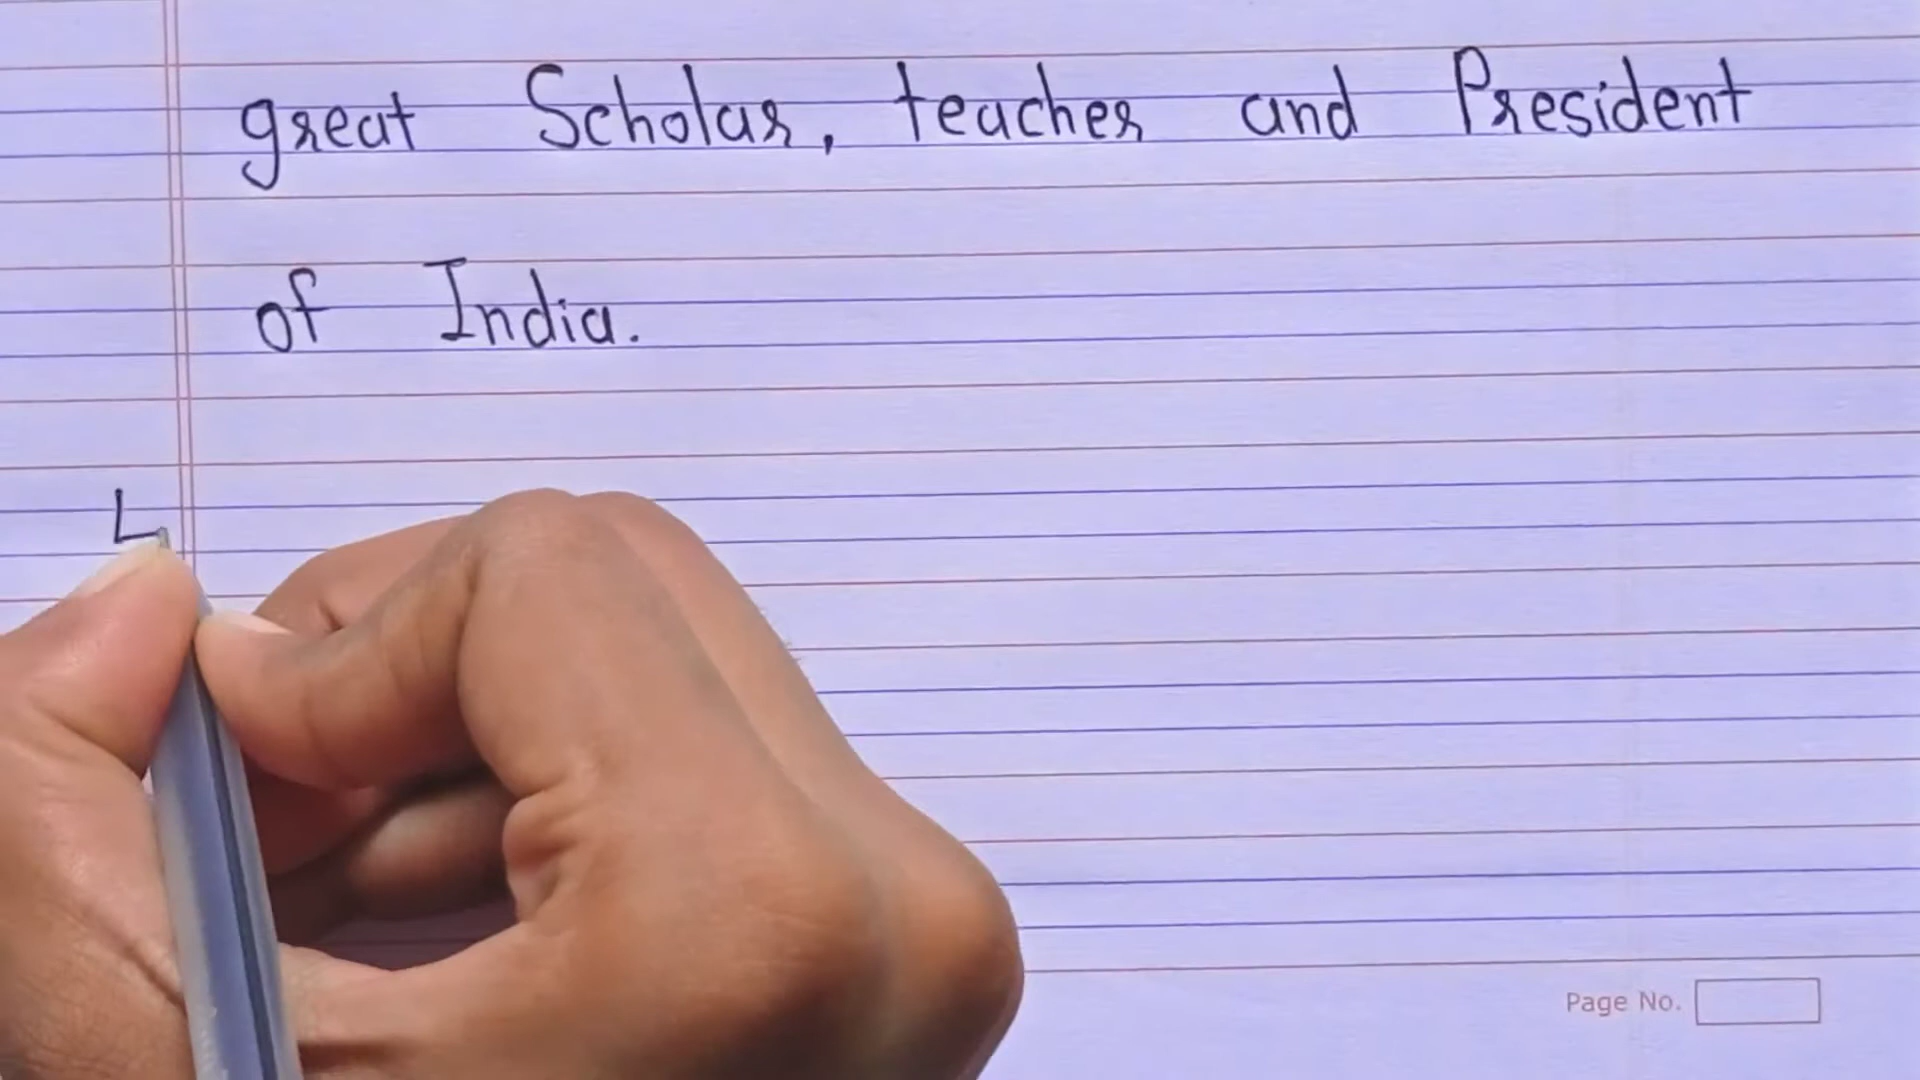 great Scholar, teacher and President
of India.
Page No.